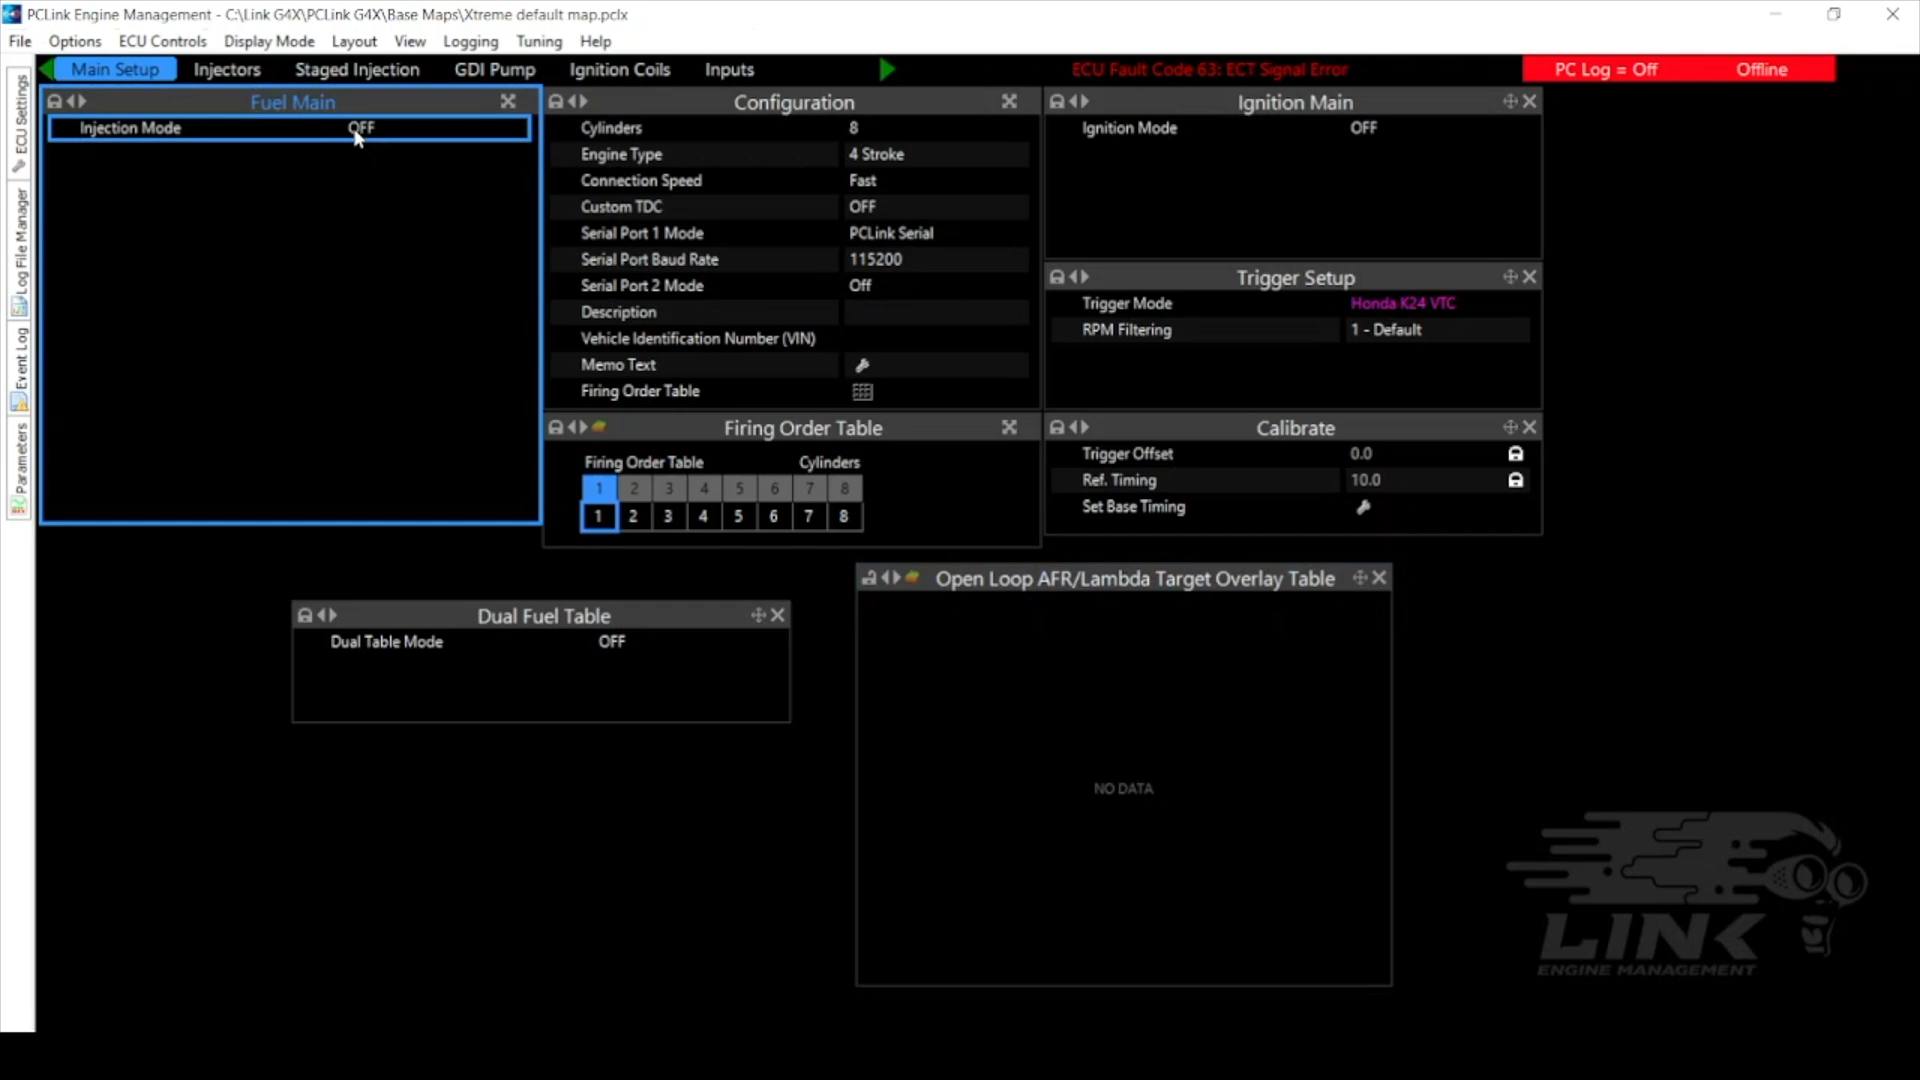 PCLink Engine Management - C:\Link G4X\PCLink G4X\Base Maps\Xtreme default map.pclx
File Options ECU Controls Display Mode Layout View Logging Tuning Help
Main Setup Injectors Staged Injection GDI Pump Ignition Coils Inputs
ECU Fault Code 63: ECT Signal Error
PC Log = Off Offline
ECU Settings
Log File Manager
Event Log
Parameters
Fuel Main
Injection Mode OFF
Configuration
Cylinders 8
Engine Type 4 Stroke
Connection Speed Fast
Custom TDC OFF
Serial Port 1 Mode PCLink Serial
Serial Port Baud Rate 115200
Serial Port 2 Mode Off
Description
Vehicle Identification Number (VIN)
Memo Text
Firing Order Table
Firing Order Table
Firing Order Table Cylinders
1 2 3 4 5 6 7 8
1 2 3 4 5 6 7 8
Ignition Main
Ignition Mode OFF
Trigger Setup
Trigger Mode Honda K24 VTC
RPM Filtering 1 - Default
Calibrate
Trigger Offset 0.0
Ref. Timing 10.0
Set Base Timing
Dual Fuel Table
Dual Table Mode OFF
Open Loop AFR/Lambda Target Overlay Table
NO DATA
LINK
ENGINE MANAGEMENT